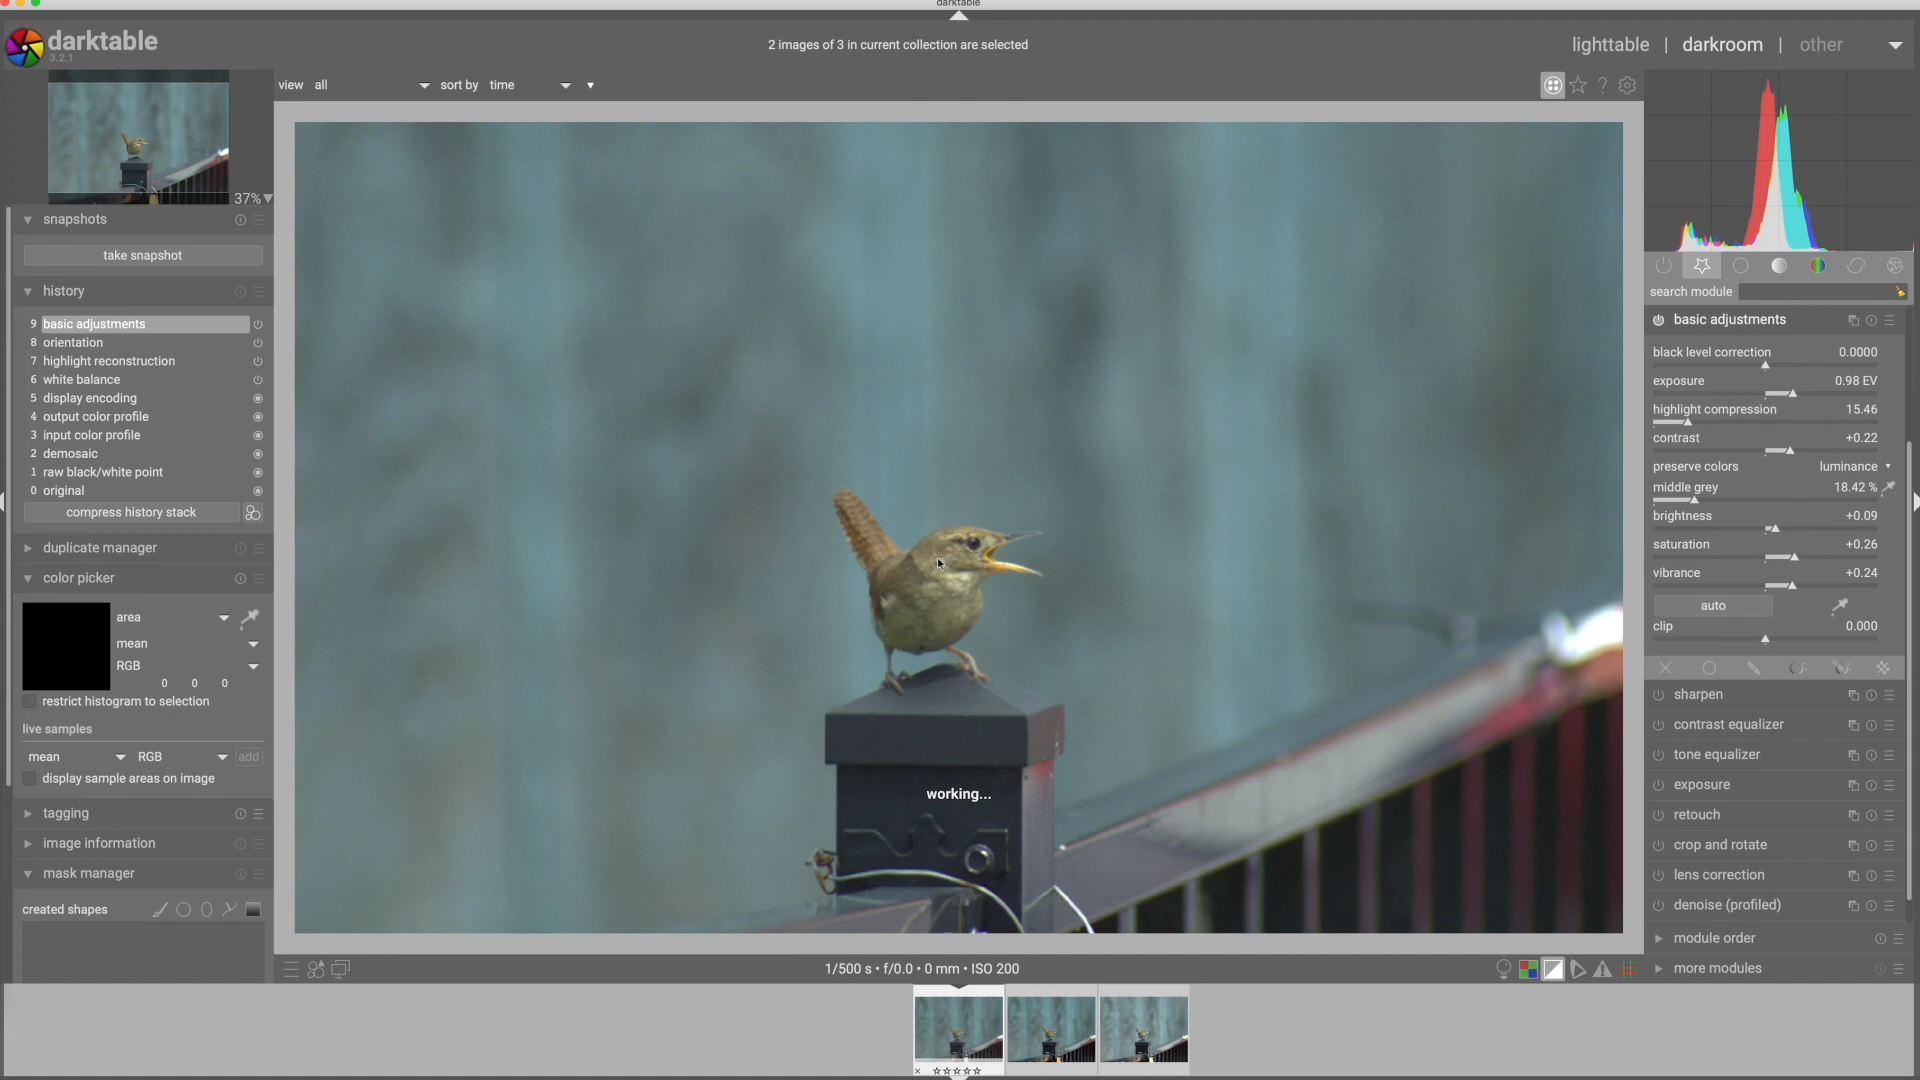 darktable
darktable
3.2.1
2 images of 3 in current collection are selected
lighttable | darkroom | other
view all sort by time
37%
snapshots
take snapshot
history
9 basic adjustments
8 orientation
7 highlight reconstruction
6 white balance
5 display encoding
4 output color profile
3 input color profile
2 demosaic
1 raw black/white point
0 original
compress history stack
duplicate manager
color picker
area
mean
RGB
0 0 0
restrict histogram to selection
live samples
mean RGB add
display sample areas on image
tagging
image information
mask manager
created shapes
working...
1/500 s • f/0.0 • 0 mm • ISO 200
search module
basic adjustments
black level correction 0.0000
exposure 0.98 EV
highlight compression 15.46
contrast +0.22
preserve colors luminance
middle grey 18.42 %
brightness +0.09
saturation +0.26
vibrance +0.24
auto
clip 0.000
sharpen
contrast equalizer
tone equalizer
exposure
retouch
crop and rotate
lens correction
denoise (profiled)
module order
more modules